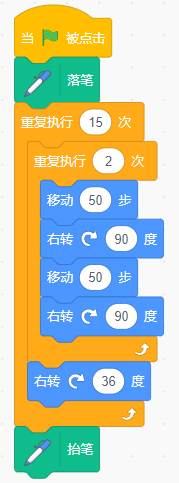 当 被点击
落笔
重复执行 15 次
重复执行 2 次
移动 50 步
右转 90 度
移动 50 步
右转 90 度
右转 36 度
抬笔